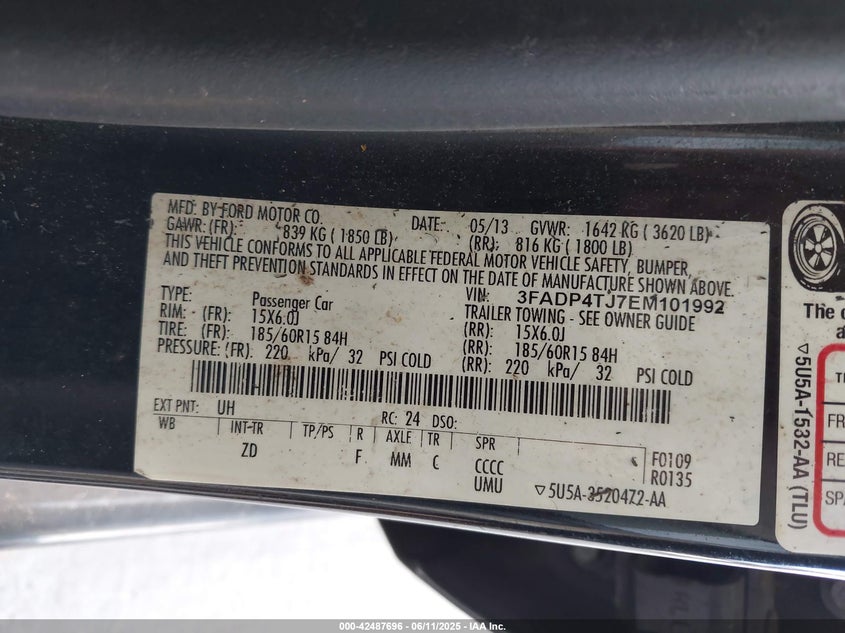 MFD. BY FORD MOTOR CO. DATE: 05/13 GVWR: 1642 KG ( 3620 LB)
GAWR: (FR): 839 KG ( 1850 LB) (RR): 816 KG ( 1800 LB)
THIS VEHICLE CONFORMS TO ALL APPLICABLE FEDERAL MOTOR VEHICLE SAFETY, BUMPER,
AND THEFT PREVENTION STANDARDS IN EFFECT ON THE DATE OF MANUFACTURE SHOWN ABOVE.
VIN: 3FADP4TJ7EM101992
TYPE: Passenger Car TRAILER TOWING - SEE OWNER GUIDE
RIM: (FR): 15X6.0J (RR): 15X6.0J
TIRE: (FR): 185/60R15 84H (RR): 185/60R15 84H
PRESSURE: (FR): 220 kPa/ 32 PSI COLD (RR): 220 kPa/ 32 PSI COLD
EXT PNT: UH RC: 24 DSO:
WB INT-TR TP/PS R AXLE TR SPR
ZD F MM C CCCC
UMU
F0109
R0135
▽5U5A-3520472-AA
The
▽5U5A-1532-AA (TLU)
FR
RE
SPA
000-42487696 - 06/11/2025 - IAA Inc.